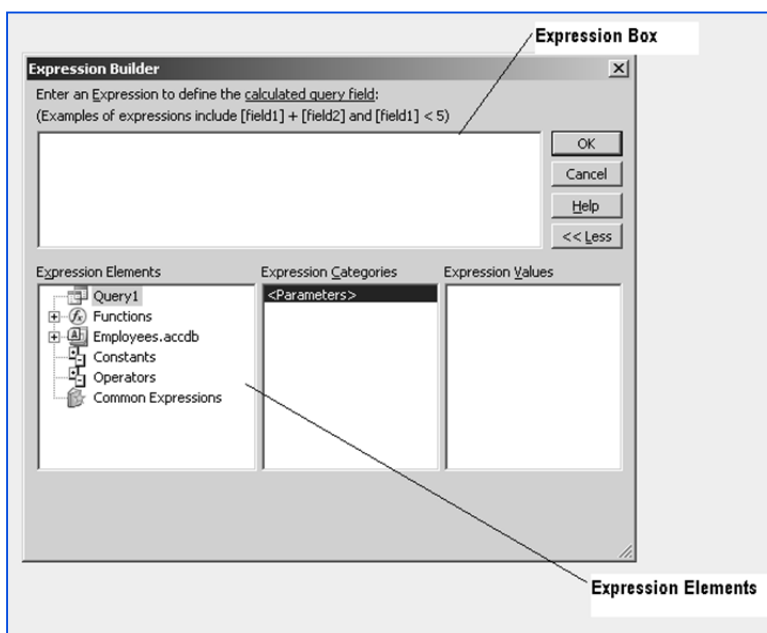 Expression Box
Expression Builder
Enter an Expression to define the calculated query field:
(Examples of expressions include [field1] + [field2] and [field1] < 5)
OK
Cancel
Help
<< Less
Expression Elements
Expression Categories
Expression Values
Query1
<Parameters>
Functions
Employees.accdb
Constants
Operators
Common Expressions
Expression Elements